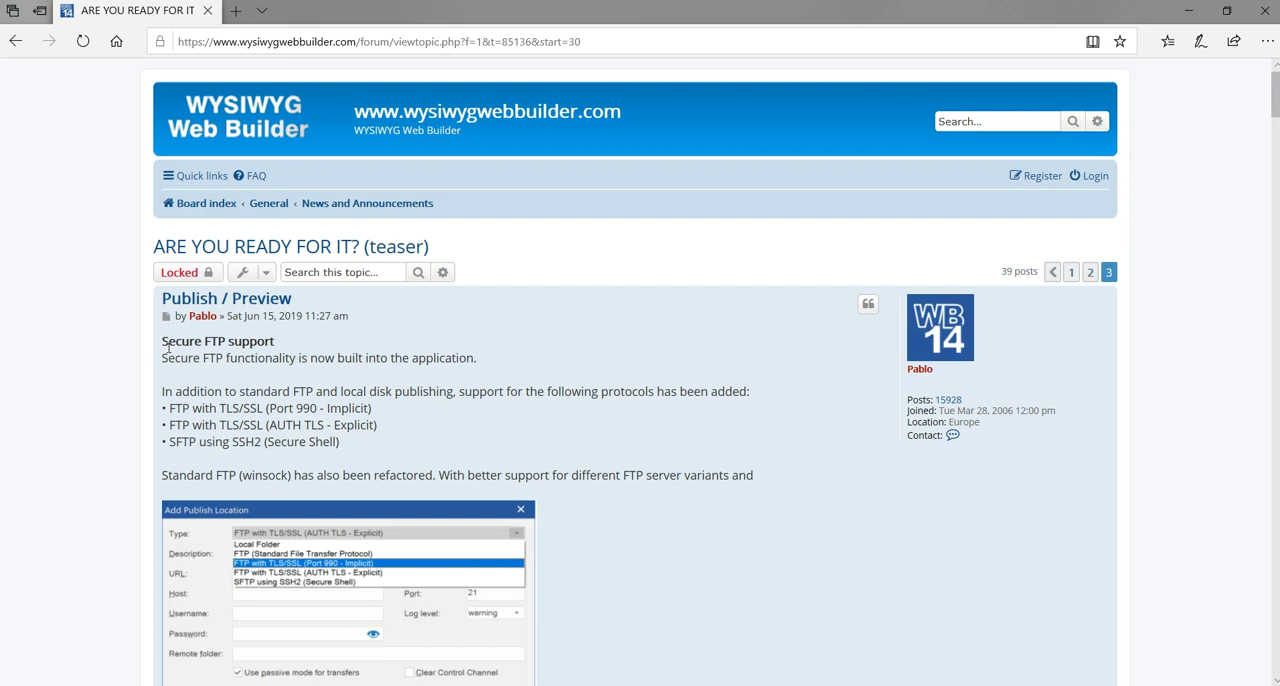 ARE YOU READY FOR IT
https://www.wysiwygwebbuilder.com/forum/viewtopic.php?f=1&t=85136&start=30
WYSIWYG
Web Builder
www.wysiwygwebbuilder.com
WYSIWYG Web Builder
Search...
Quick links FAQ
Register Login
Board index ‹ General ‹ News and Announcements
ARE YOU READY FOR IT? (teaser)
Locked
Search this topic...
39 posts 1 2 3
Publish / Preview
by Pablo » Sat Jun 15, 2019 11:27 am
Secure FTP support
Secure FTP functionality is now built into the application.
In addition to standard FTP and local disk publishing, support for the following protocols has been added:
• FTP with TLS/SSL (Port 990 - Implicit)
• FTP with TLS/SSL (AUTH TLS - Explicit)
• SFTP using SSH2 (Secure Shell)
Standard FTP (winsock) has also been refactored. With better support for different FTP server variants and
WB
14
Pablo
Posts: 15928
Joined: Tue Mar 28, 2006 12:00 pm
Location: Europe
Contact:
Add Publish Location
Type: FTP with TLS/SSL (AUTH TLS - Explicit)
Local Folder
Description: FTP (Standard File Transfer Protocol)
FTP with TLS/SSL (Port 990 - Implicit)
URL: FTP with TLS/SSL (AUTH TLS - Explicit)
SFTP using SSH2 (Secure Shell)
Host: Port: 21
Username: Log level: warning
Password:
Remote folder:
Use passive mode for transfers Clear Control Channel